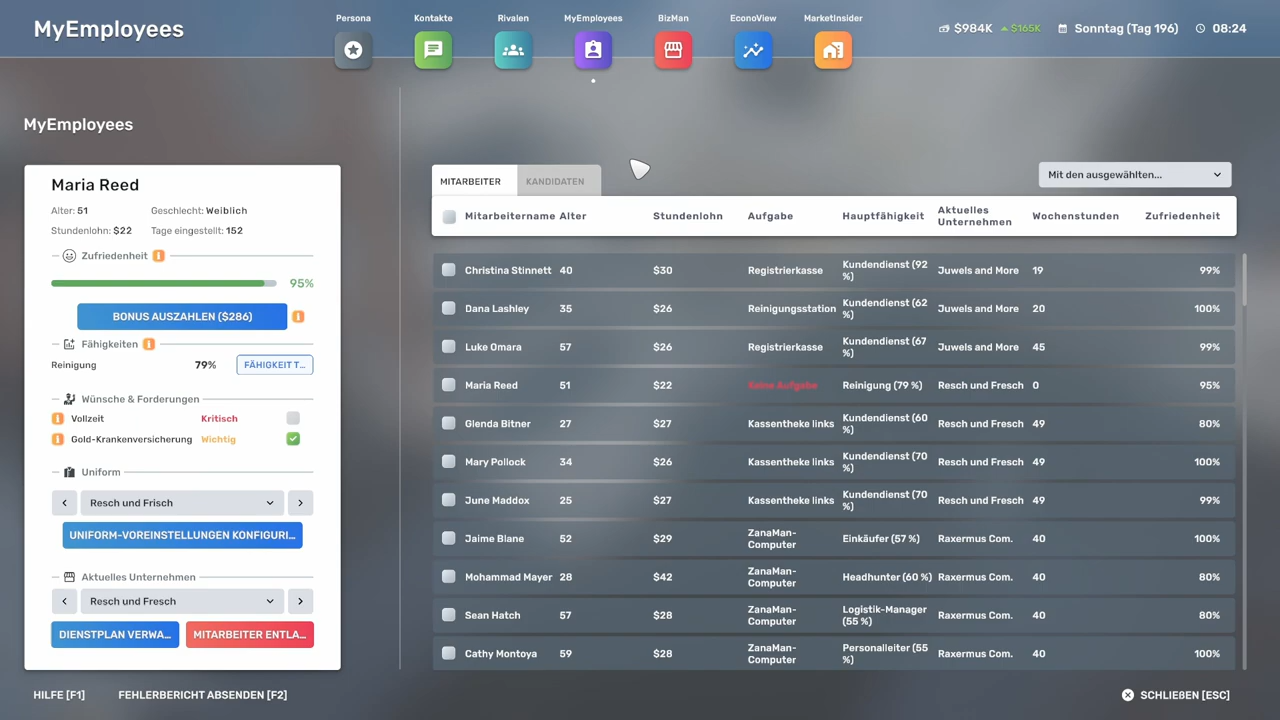 MyEmployees
Persona
Kontakte
Rivalen
MyEmployees
BizMan
EconoView
MarketInsider
$984K $165K Sonntag (Tag 196) 08:24
MyEmployees
Maria Reed
Alter: 51 Geschlecht: Weiblich
Stundenlohn: $22 Tage eingestellt: 152
Zufriedenheit
95%
BONUS AUSZAHLEN ($286)
Fähigkeiten
Reinigung 79% FÄHIGKEIT T...
Wünsche & Forderungen
Vollzeit Kritisch
Gold-Krankenversicherung Wichtig
Uniform
Resch und Frisch
UNIFORM-VOREINSTELLUNGEN KONFIGURI...
Aktuelles Unternehmen
Resch und Fresch
DIENSTPLAN VERWA... MITARBEITER ENTLA...
MITARBEITER KANDIDATEN
Mit den ausgewählten...
Mitarbeitername Alter Stundenlohn Aufgabe Hauptfähigkeit Aktuelles Unternehmen Wochenstunden Zufriedenheit
Christina Stinnett 40 $30 Registrierkasse Kundendienst (92 %) Juwels and More 19 99%
Dana Lashley 35 $26 Reinigungsstation Kundendienst (62 %) Juwels and More 20 100%
Luke Omara 57 $26 Registrierkasse Kundendienst (67 %) Juwels and More 45 99%
Maria Reed 51 $22 Keine Aufgabe Reinigung (79 %) Resch und Fresch 0 95%
Glenda Bitner 27 $27 Kassentheke links Kundendienst (60 %) Resch und Fresch 49 80%
Mary Pollock 34 $26 Kassentheke links Kundendienst (70 %) Resch und Fresch 49 100%
June Maddox 25 $27 Kassentheke links Kundendienst (70 %) Resch und Fresch 49 99%
Jaime Blane 52 $29 ZanaMan-Computer Einkäufer (57 %) Raxermus Com. 40 100%
Mohammad Mayer 28 $42 ZanaMan-Computer Headhunter (60 %) Raxermus Com. 40 80%
Sean Hatch 57 $28 ZanaMan-Computer Logistik-Manager (55 %) Raxermus Com. 40 80%
Cathy Montoya 59 $28 ZanaMan-Computer Personalleiter (55 %) Raxermus Com. 40 100%
HILFE [F1] FEHLERBERICHT ABSENDEN [F2] SCHLIEßEN [ESC]